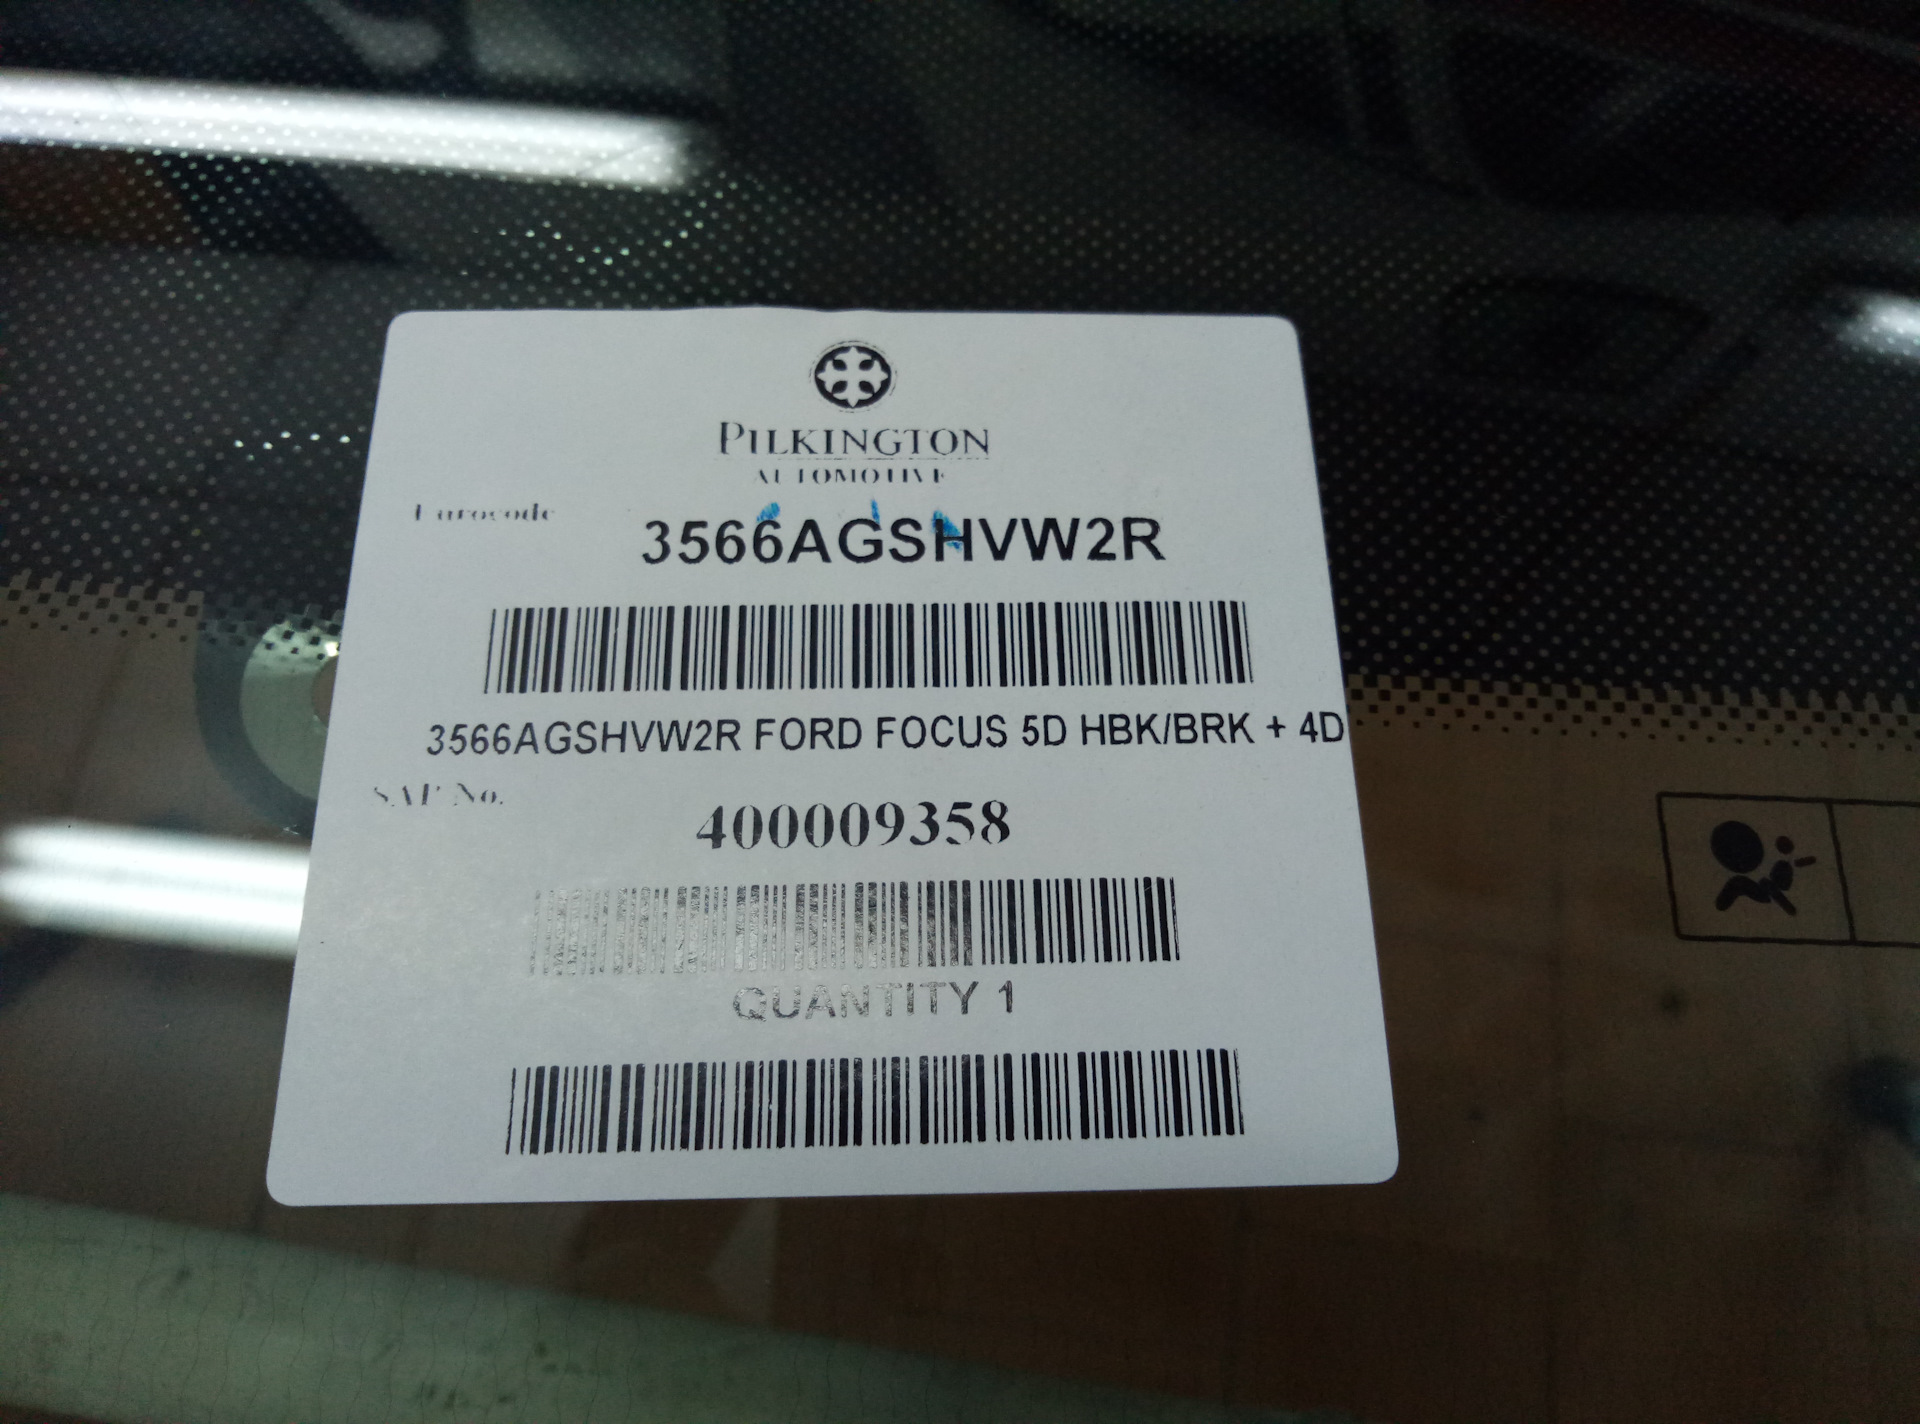 PILKINGTON
AUTOMOTIVE
Eurocode
3566AGSHVW2R
3566AGSHVW2R FORD FOCUS 5D HBK/BRK + 4D
SAP No.
400009358
QUANTITY 1